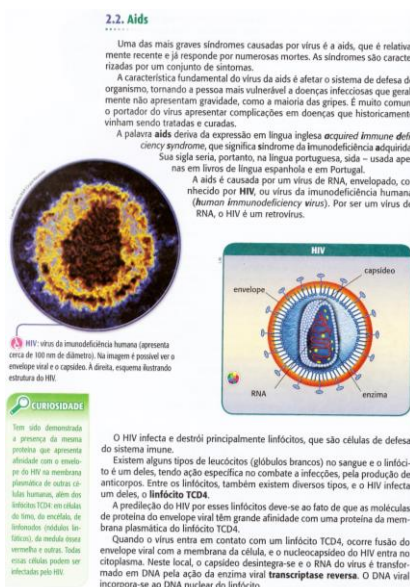 2.2. Aids
Uma das mais graves síndromes causadas por vírus é a aids, que é relativa-
mente recente e já responde por numerosas mortes. As síndromes são caracte-
rizadas por um conjunto de sintomas.
A característica fundamental do vírus da aids é afetar o sistema de defesa do
organismo, tornando a pessoa mais vulnerável a doenças infecciosas que geral-
mente não apresentam gravidade, como a maioria das gripes. É muito comum
o portador do vírus apresentar complicações em doenças que historicamente
vinham sendo tratadas e curadas.
A palavra aids deriva da expressão em língua inglesa acquired immune defi-
ciency syndrome, que significa síndrome da imunodeficiência adquirida.
Sua sigla seria, portanto, na língua portuguesa, sida – usada ape-
nas em livros de língua espanhola e em Portugal.
A aids é causada por um vírus de RNA, envelopado, co-
nhecido por HIV, ou vírus da imunodeficiência humana
(human immunodeficiency virus). Por ser um vírus de
RNA, o HIV é um retrovírus.
HIV
capsídeo
envelope
RNA
enzima
HIV: vírus da imunodeficiência humana (apresenta
cerca de 100 nm de diâmetro). Na imagem é possível ver o
envelope viral e o capsídeo. À direita, esquema ilustrando
estrutura do HIV.
CURIOSIDADE
Tem sido demonstrada
a presença da mesma
proteína que apresenta
afinidade com o envelo-
pe do HIV na membrana
plasmática de outras cé-
lulas humanas, além dos
linfócitos TCD4: em células
do timo, do encéfalo, de
linfonodos (nódulos lin-
fáticos), da medula óssea
vermelha e outras. Todas
essas células podem ser
infectadas pelo HIV.
O HIV infecta e destrói principalmente linfócitos, que são células de defesa
do sistema imune.
Existem alguns tipos de leucócitos (glóbulos brancos) no sangue e o linfóci-
to é um deles, tendo ação específica no combate a infecções, pela produção de
anticorpos. Entre os linfócitos, também existem diversos tipos, e o HIV infecta
um deles, o linfócito TCD4.
A predileção do HIV por esses linfócitos deve-se ao fato de que as moléculas
de proteína do envelope viral têm grande afinidade com uma proteína da mem-
brana plasmática do linfócito TCD4.
Quando o vírus entra em contato com um linfócito TCD4, ocorre fusão do
envelope viral com a membrana da célula, e o nucleocapsídeo do HIV entra no
citoplasma. Neste local, o capsídeo desintegra-se e o RNA do vírus é transfor-
mado em DNA pela ação da enzima viral transcriptase reversa. O DNA viral
incorpora-se ao DNA nuclear do linfócito.